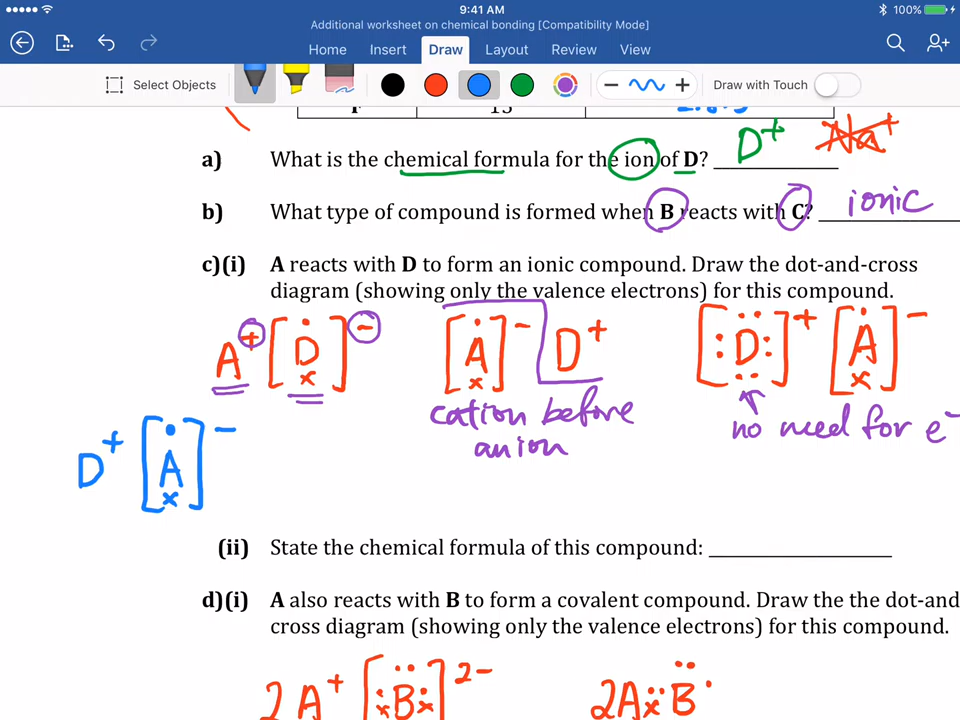 9:41 AM
100%
Additional worksheet on chemical bonding [Compatibility Mode]
Home Insert Draw Layout Review View
Select Objects
Draw with Touch
a) What is the chemical formula for the ion of D? D+ Na+
b) What type of compound is formed when B reacts with C? ionic
c)(i) A reacts with D to form an ionic compound. Draw the dot-and-cross
diagram (showing only the valence electrons) for this compound.
A+ [D]- [A]- D+ [D]+ [A]-
cation before
anion
no need for e-
D+ [A]-
(ii) State the chemical formula of this compound:
d)(i) A also reacts with B to form a covalent compound. Draw the the dot-and-
cross diagram (showing only the valence electrons) for this compound.
2A+ [B]2- 2A B